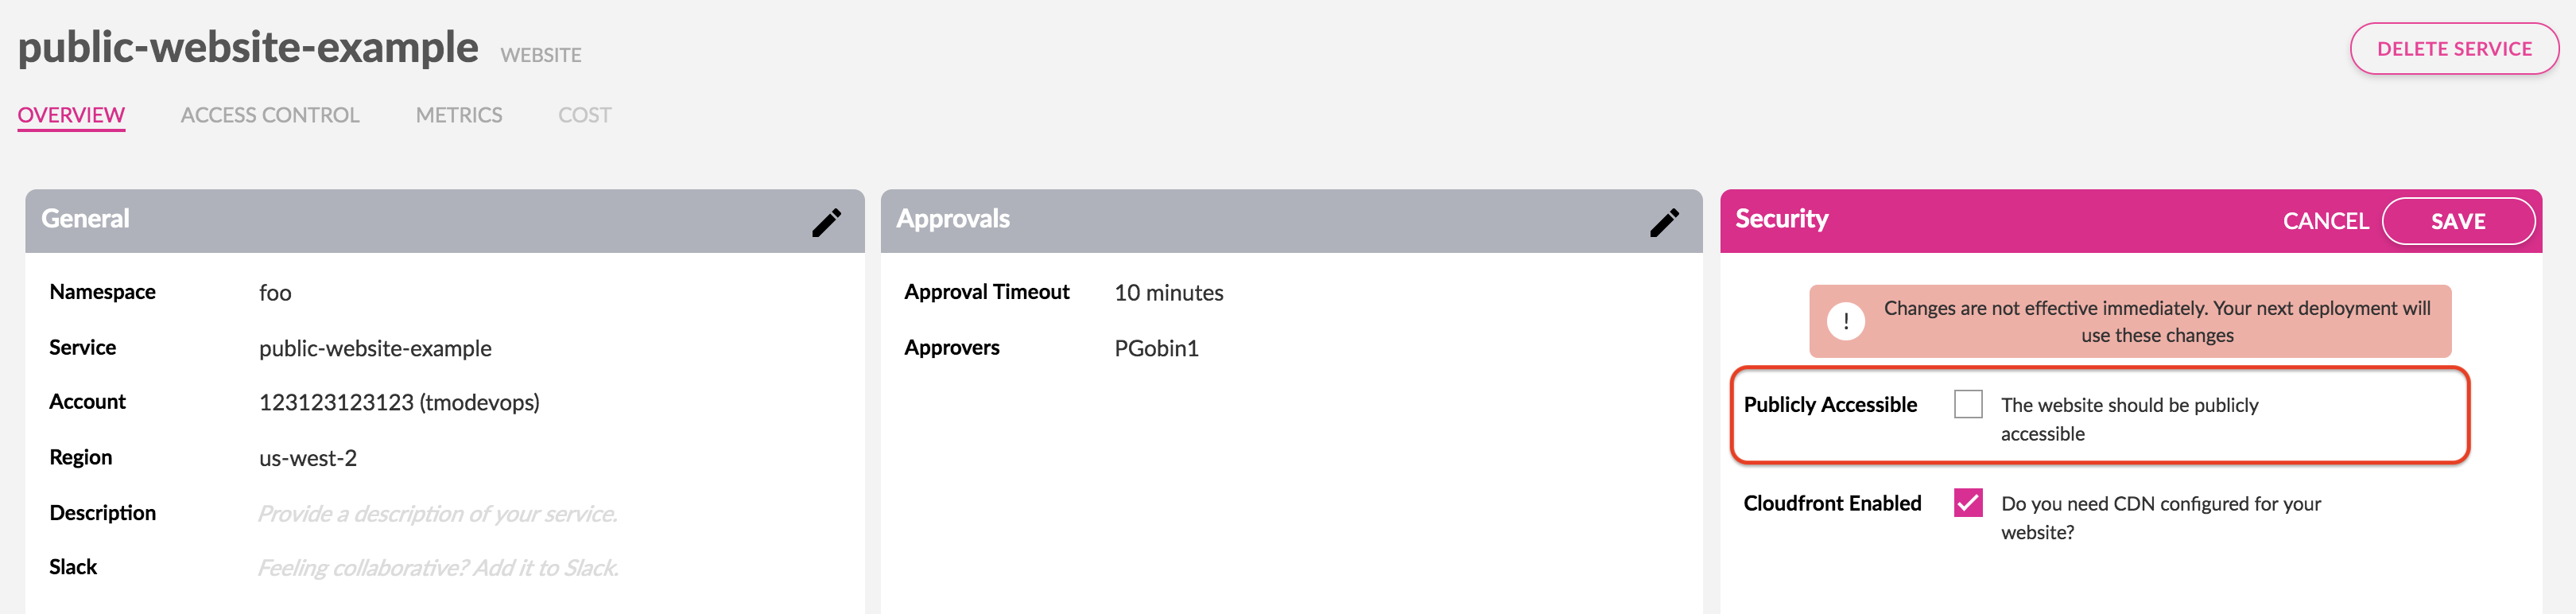 public-website-example WEBSITE
DELETE SERVICE
OVERVIEW ACCESS CONTROL METRICS COST
General
Namespace foo
Service public-website-example
Account 123123123123 (tmodevops)
Region us-west-2
Description Provide a description of your service.
Slack Feeling collaborative? Add it to Slack.
Approvals
Approval Timeout 10 minutes
Approvers PGobin1
Security CANCEL SAVE
! Changes are not effective immediately. Your next deployment will
use these changes
Publicly Accessible The website should be publicly
accessible
Cloudfront Enabled Do you need CDN configured for your
website?